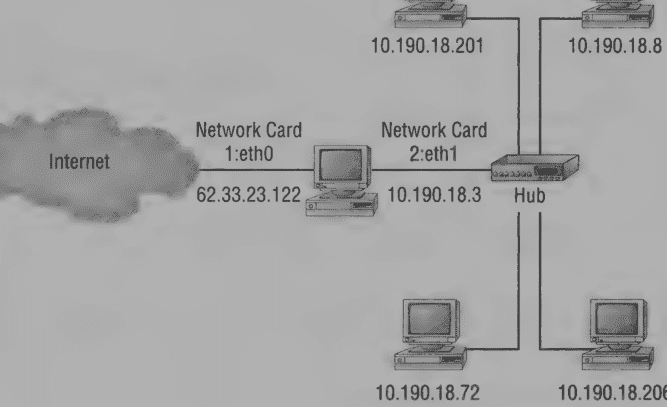 10.190.18.201
10.190.18.8
Network Card
1:eth0
Network Card
2:eth1
Internet
62.33.23.122
10.190.18.3
Hub
10.190.18.72
10.190.18.206